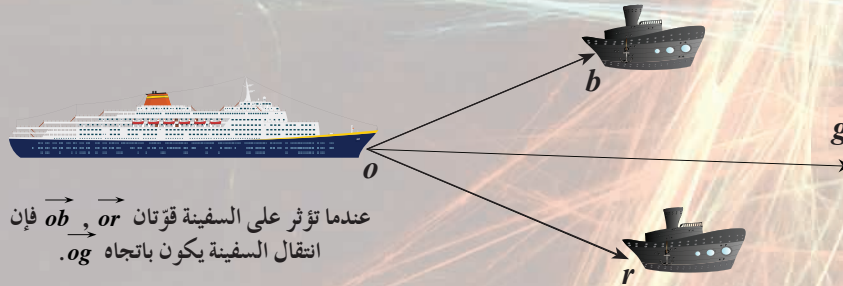 b
g
o
عندما تؤثر على السفينة قوّتان or , ob فإن
انتقال السفينة يكون باتجاه og.
r